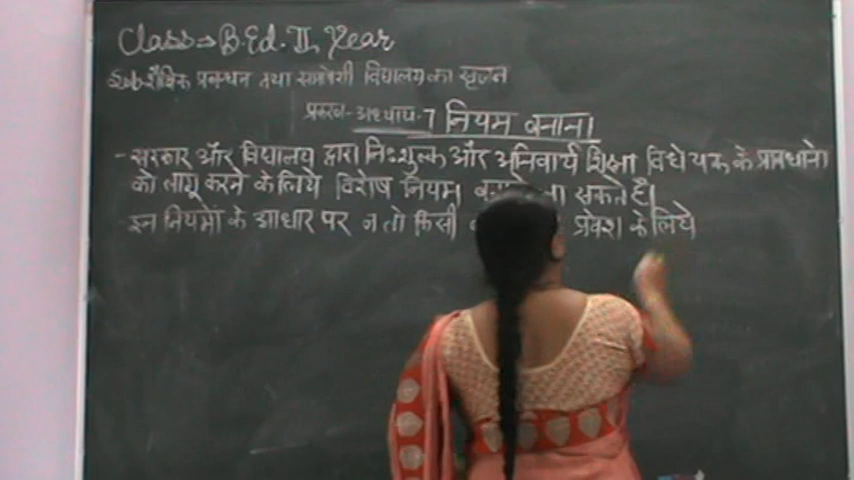 Class⇒ B.Ed. II Year
Sub-शैक्षिक प्रबन्धन तथा समावेशी विद्यालय का सृजन
प्रकरण-अध्याय-7 नियम बनाना
- सरकार और विद्यालय द्वारा निःशुल्क और अनिवार्य शिक्षा विधेयक के प्रावधानो
को लागू करने के लिये विशेष नियम सकते है।
- इन नियमों के आधार पर न तो किसी प्रवेश के लिये